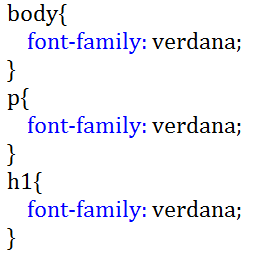 body{
font-family: verdana;
}
p{
font-family: verdana;
}
h1{
font-family: verdana;
}